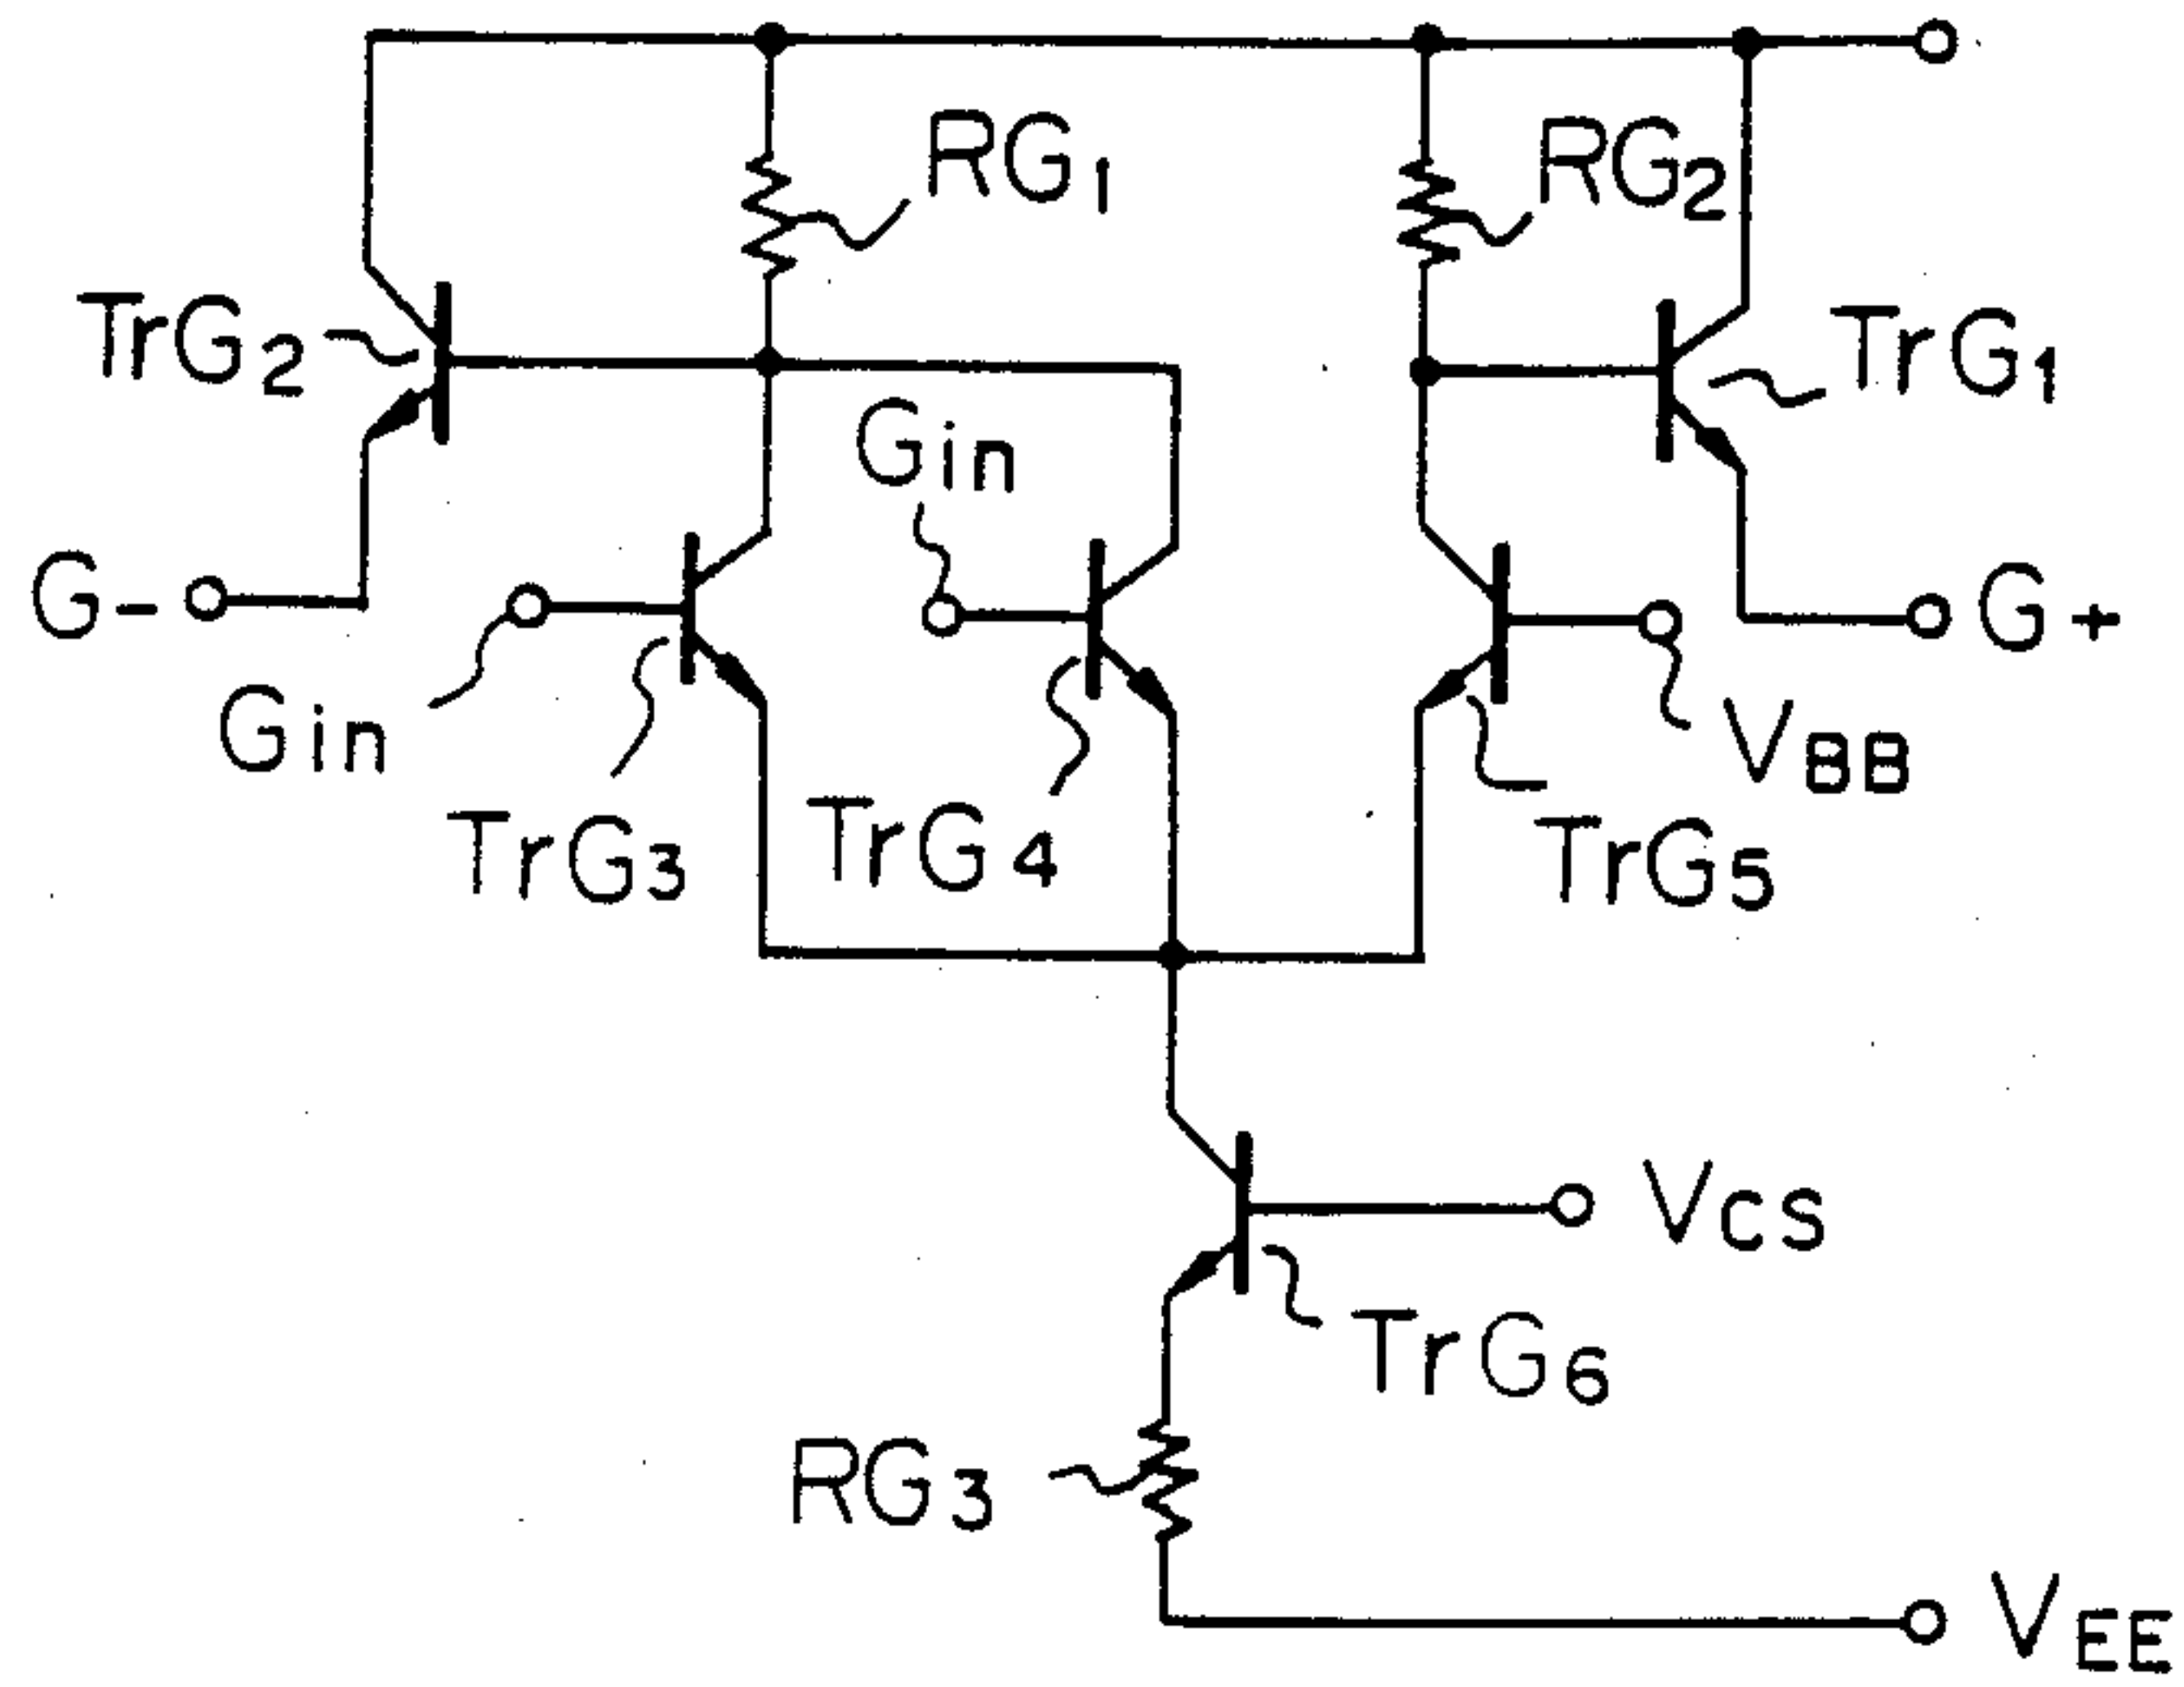 RG1
RG2
TrG2
TrG1
Gin
G-
G+
Gin
VBB
TrG3
TrG4
TrG5
VCS
TrG6
RG3
VEE